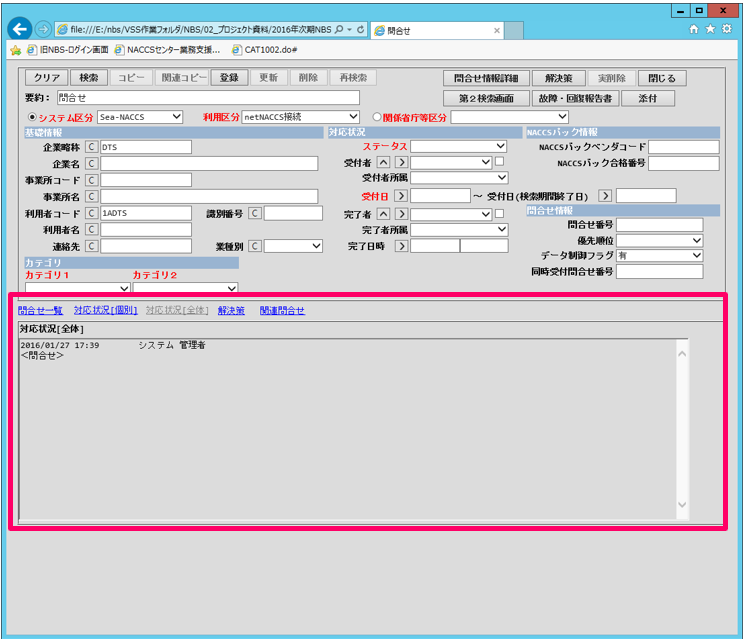 file:///E:/nbs/VSS作業フォルダ/NBS/02_プロジェクト資料/2016年次期NBS
問合せ
旧NBS-ログイン画面 NACCSセンター業務支援... CAT1002.do#
クリア 検索 コピー 関連コピー 登録 更新 削除 再検索 問合せ情報詳細 解決策 実削除 閉じる
要約： 問合せ 第２検索画面 故障・回復報告書 添付
システム区分 Sea-NACCS 利用区分 netNACCS接続 関係省庁等区分
基礎情報 対応状況 NACCSパック情報
企業略称 C DTS ステータス NACCSパックベンダコード
企業名 C 受付者 NACCSパック合格番号
事業所コード C 受付者所属
事業所名 C 受付日 ～ 受付日(検索期間終了日)
利用者コード C 1ADTS 識別番号 C 完了者 問合せ情報
利用者名 C 完了者所属 問合せ番号
連絡先 C 業種別 C 完了日時 優先順位
カテゴリ データ制御フラグ 有
カテゴリ１ カテゴリ２ 同時受付問合せ番号
問合せ一覧 対応状況[個別] 対応状況[全体] 解決策 関連問合せ
対応状況[全体]
2016/01/27 17:39 システム 管理者
<問合せ>